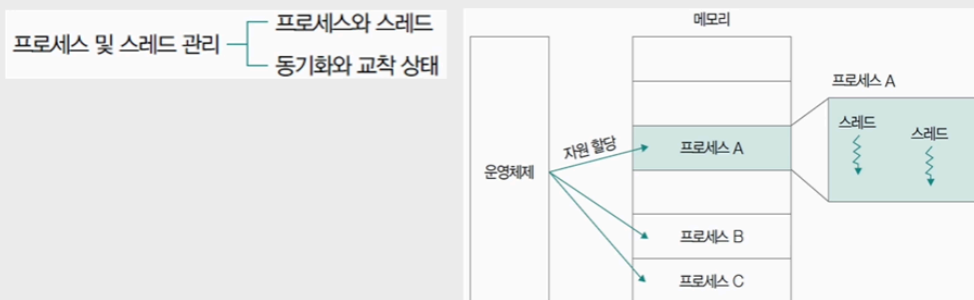 프로세스 및 스레드 관리
프로세스와 스레드
동기화와 교착 상태
메모리
운영체제
자원 할당
프로세스 A
프로세스 B
프로세스 C
프로세스 A
스레드
스레드